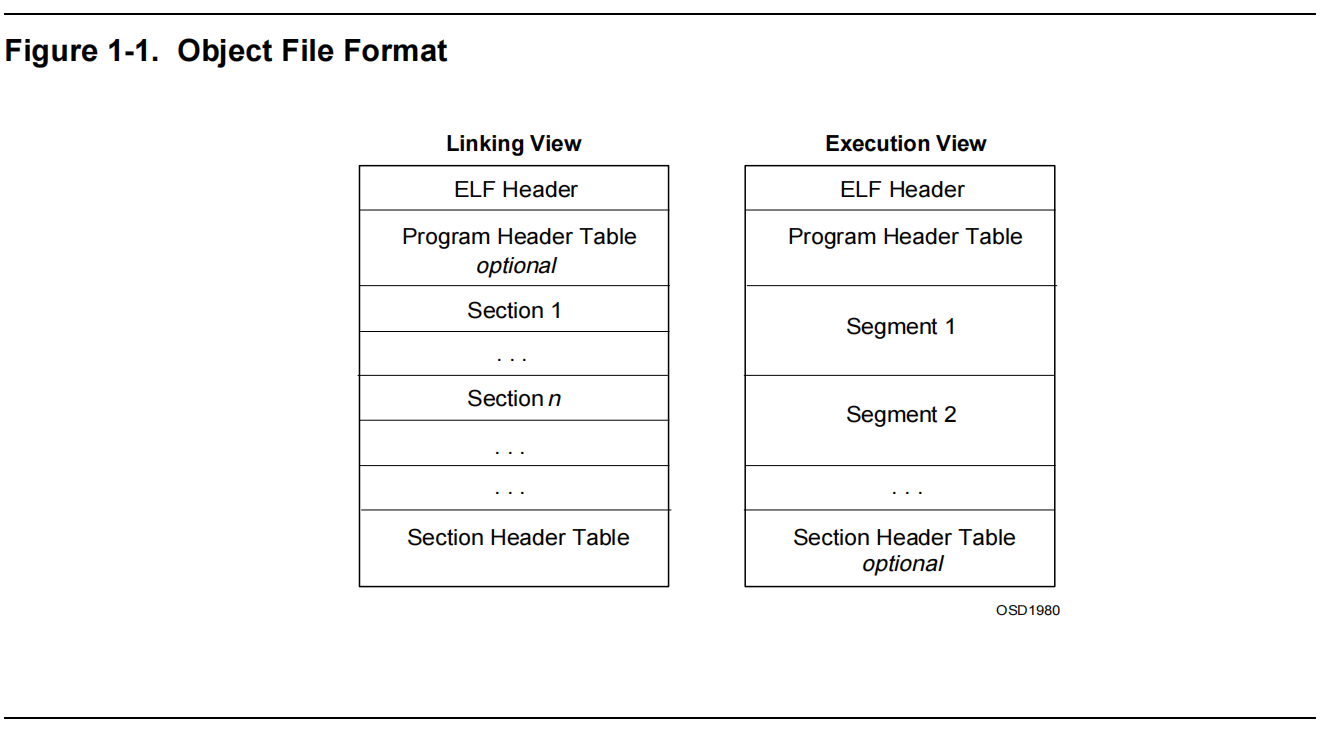 Figure 1-1. Object File Format
Linking View
ELF Header
Program Header Table
optional
Section 1
. . .
Section n
. . .
. . .
Section Header Table
Execution View
ELF Header
Program Header Table
Segment 1
Segment 2
. . .
Section Header Table
optional
OSD1980